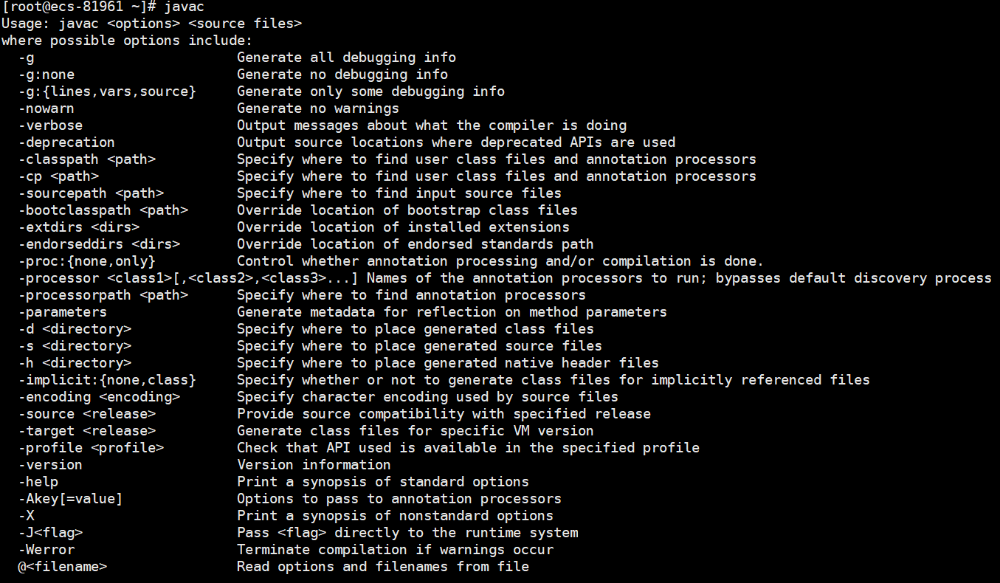 [root@ecs-81961 ~]# javac
Usage: javac <options> <source files>
where possible options include:
  -g                         Generate all debugging info
  -g:none                    Generate no debugging info
  -g:{lines,vars,source}     Generate only some debugging info
  -nowarn                    Generate no warnings
  -verbose                   Output messages about what the compiler is doing
  -deprecation               Output source locations where deprecated APIs are used
  -classpath <path>          Specify where to find user class files and annotation processors
  -cp <path>                 Specify where to find user class files and annotation processors
  -sourcepath <path>         Specify where to find input source files
  -bootclasspath <path>      Override location of bootstrap class files
  -extdirs <dirs>            Override location of installed extensions
  -endorseddirs <dirs>       Override location of endorsed standards path
  -proc:{none,only}          Control whether annotation processing and/or compilation is done.
  -processor <class1>[,<class2>,<class3>...] Names of the annotation processors to run; bypasses default discovery process
  -processorpath <path>      Specify where to find annotation processors
  -parameters                Generate metadata for reflection on method parameters
  -d <directory>             Specify where to place generated class files
  -s <directory>             Specify where to place generated source files
  -h <directory>             Specify where to place generated native header files
  -implicit:{none,class}     Specify whether or not to generate class files for implicitly referenced files
  -encoding <encoding>       Specify character encoding used by source files
  -source <release>          Provide source compatibility with specified release
  -target <release>          Generate class files for specific VM version
  -profile <profile>         Check that API used is available in the specified profile
  -version                   Version information
  -help                      Print a synopsis of standard options
  -Akey[=value]              Options to pass to annotation processors
  -X                         Print a synopsis of nonstandard options
  -J<flag>                   Pass <flag> directly to the runtime system
  -Werror                    Terminate compilation if warnings occur
  @<filename>                Read options and filenames from file